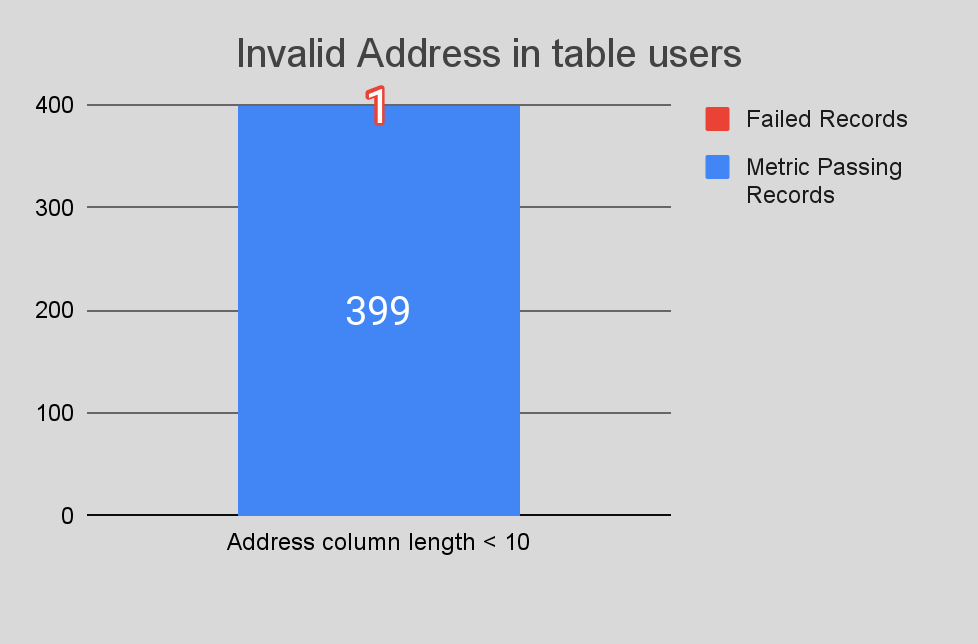 Invalid Address in table users
400
300
200
100
0
1
399
Address column length < 10
Failed Records
Metric Passing
Records